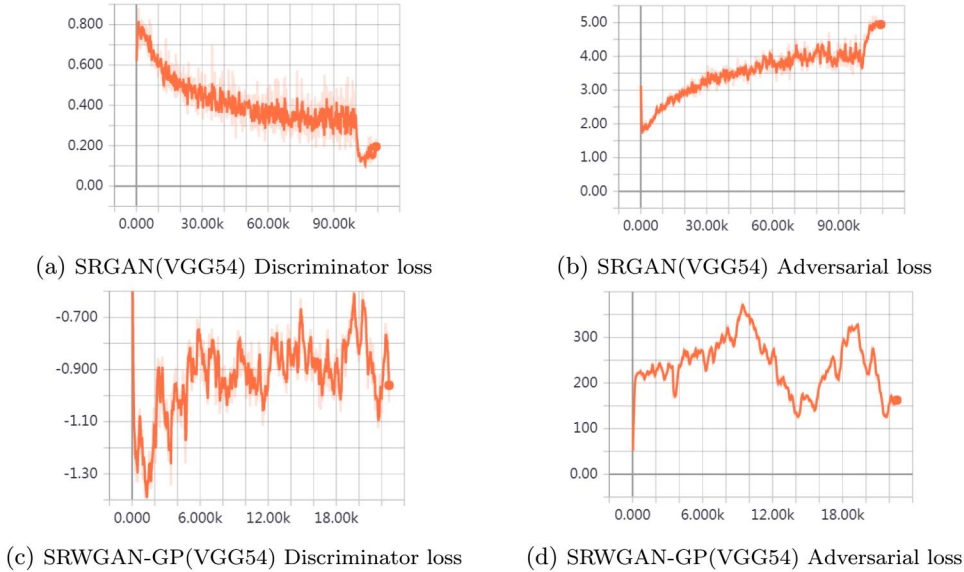 0.800
0.600
0.400
0.200
0.00
0.000 30.00k 60.00k 90.00k
5.00
4.00
3.00
2.00
1.00
0.00
0.000 30.00k 60.00k 90.00k
(a) SRGAN(VGG54) Discriminator loss
(b) SRGAN(VGG54) Adversarial loss
-0.700
-0.900
-1.10
-1.30
0.000 6.000k 12.00k 18.00k
300
200
100
0.00
0.000 6.000k 12.00k 18.00k
(c) SRWGAN-GP(VGG54) Discriminator loss
(d) SRWGAN-GP(VGG54) Adversarial loss